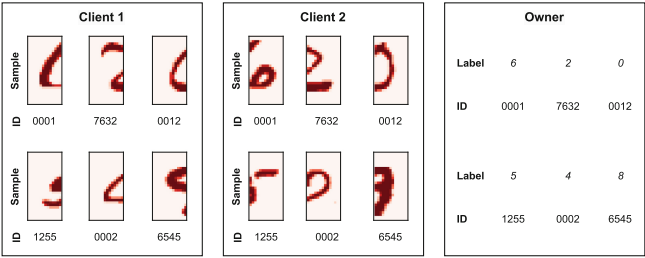 Client 1
Sample
ID 0001 7632 0012
Sample
ID 1255 0002 6545
Client 2
Sample
ID 0001 7632 0012
Sample
ID 1255 0002 6545
Owner
Label 6 2 0
ID 0001 7632 0012
Label 5 4 8
ID 1255 0002 6545